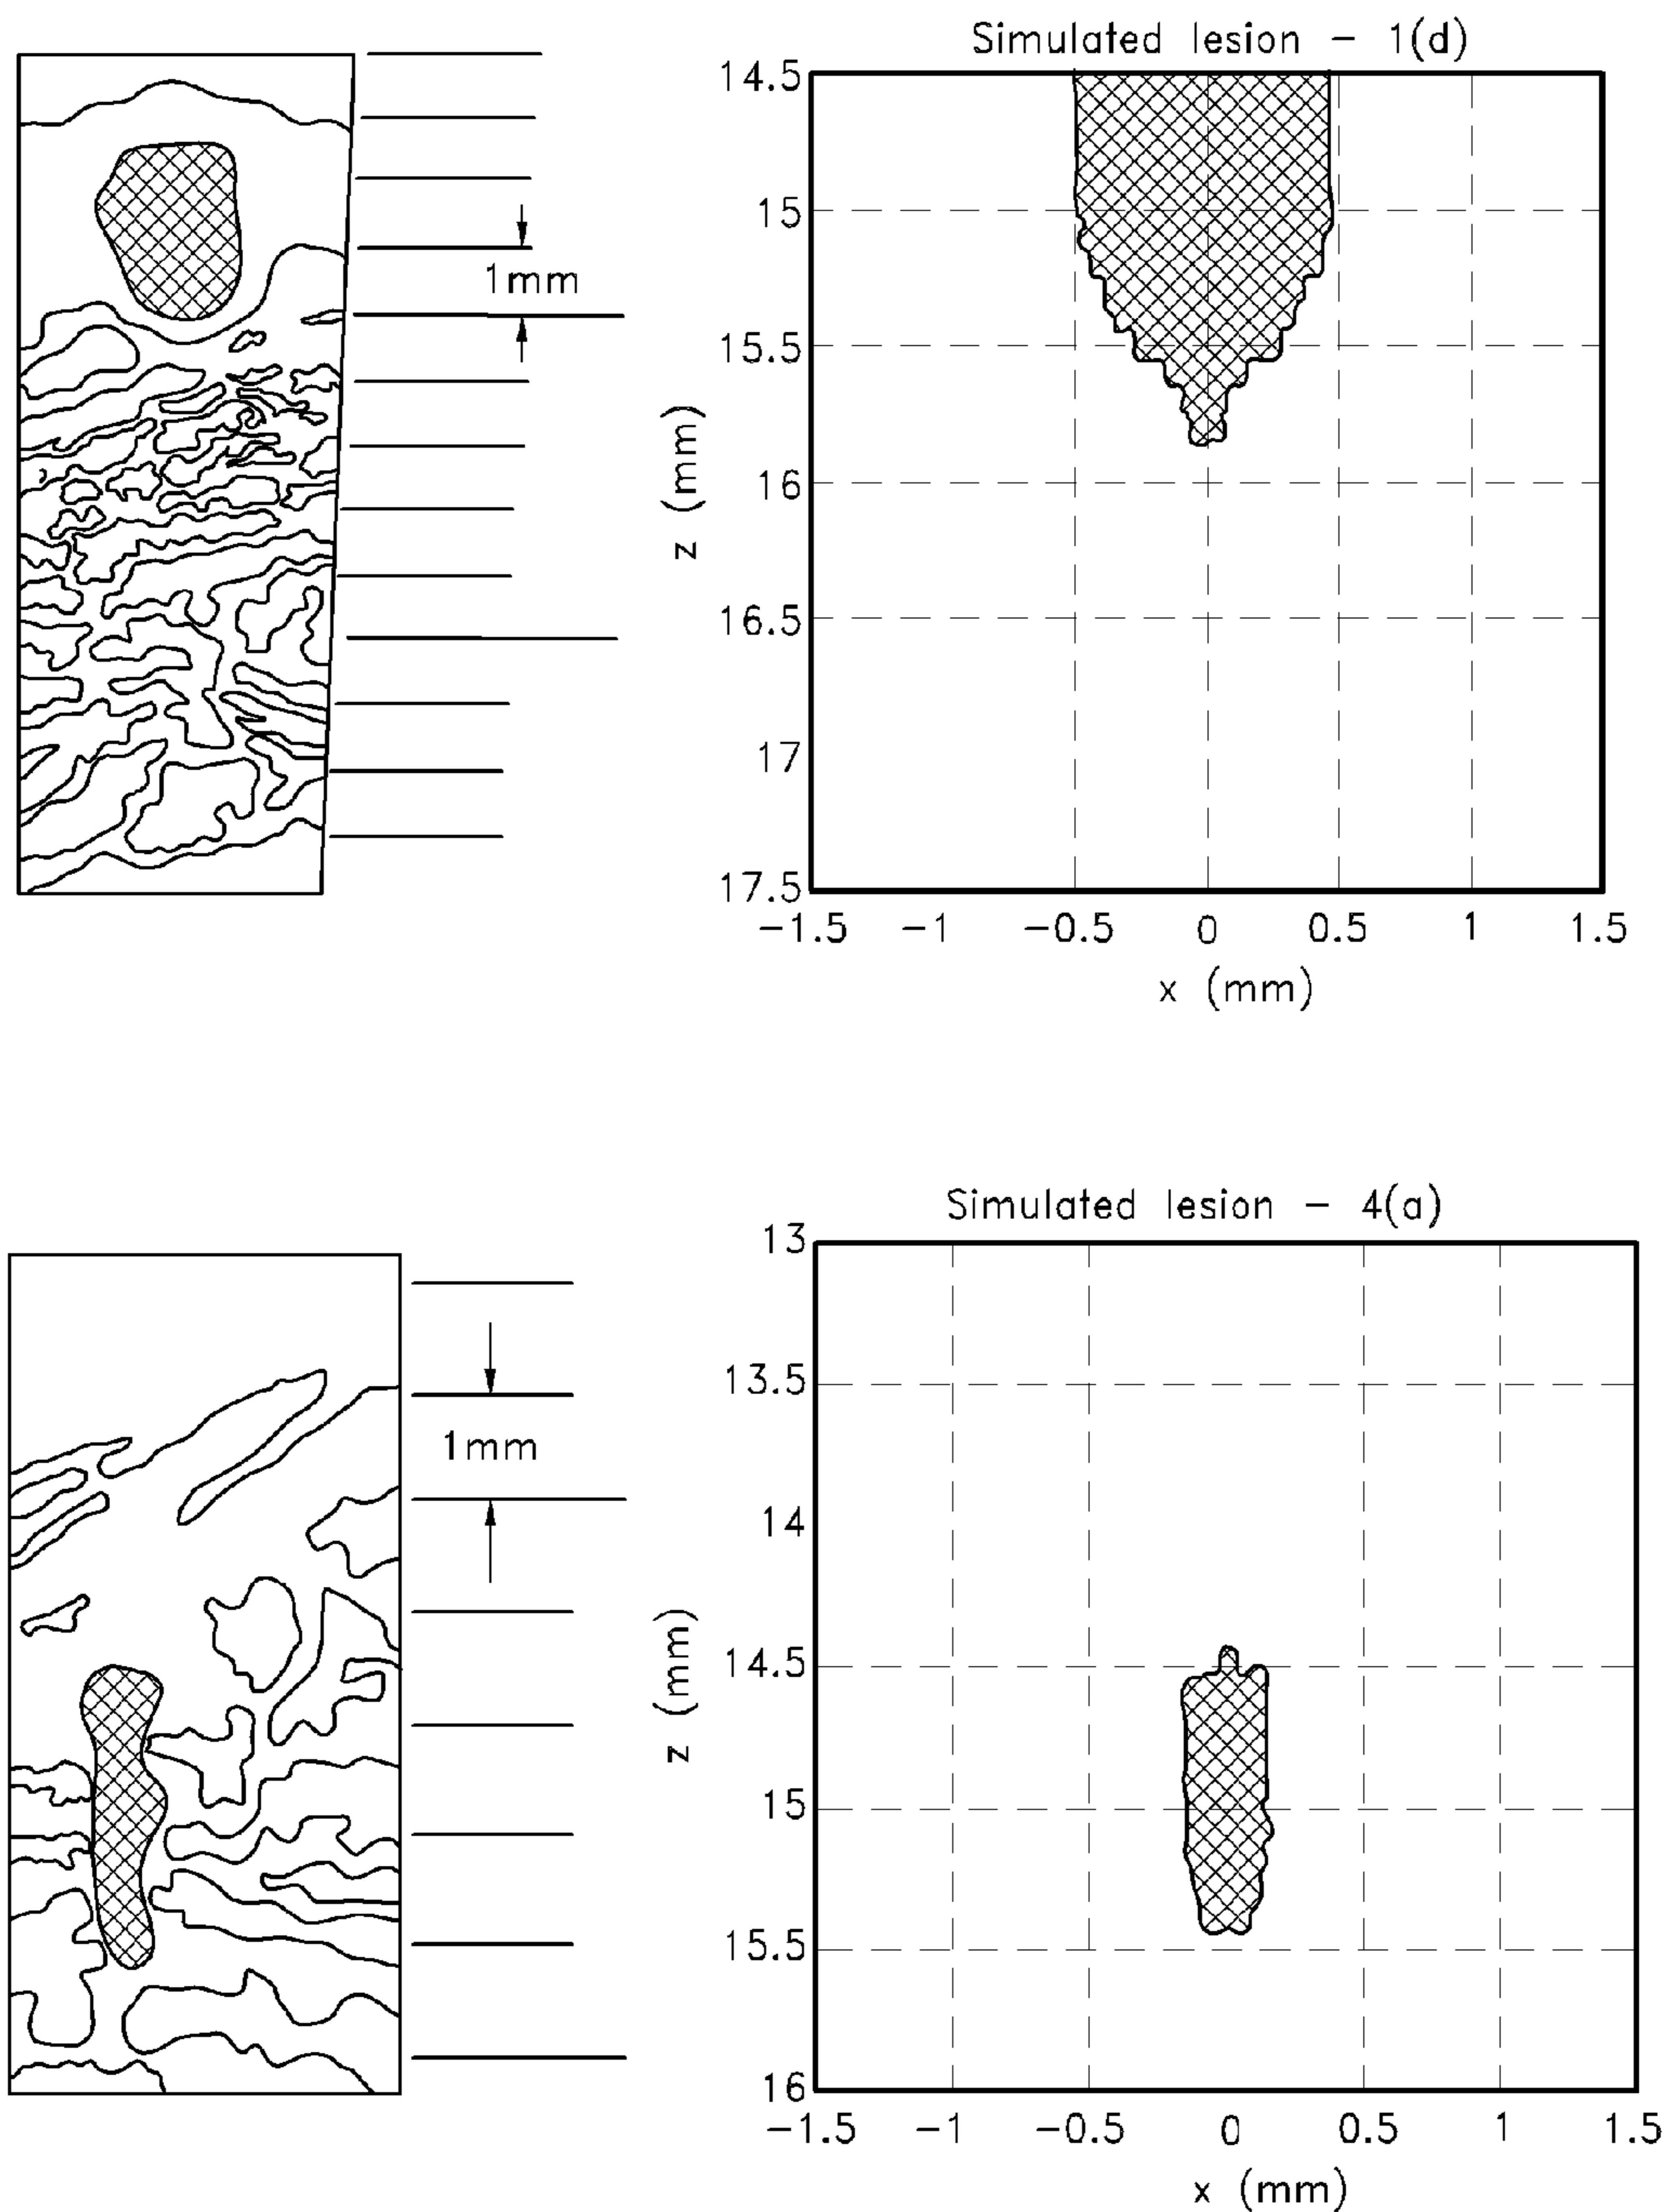 Simulated lesion - 1(d)
1mm
14.5
15
15.5
16
16.5
17
17.5
z (mm)
-1.5 -1 -0.5 0 0.5 1 1.5
x (mm)
Simulated lesion - 4(a)
1mm
13
13.5
14
14.5
15
15.5
16
z (mm)
-1.5 -1 -0.5 0 0.5 1 1.5
x (mm)